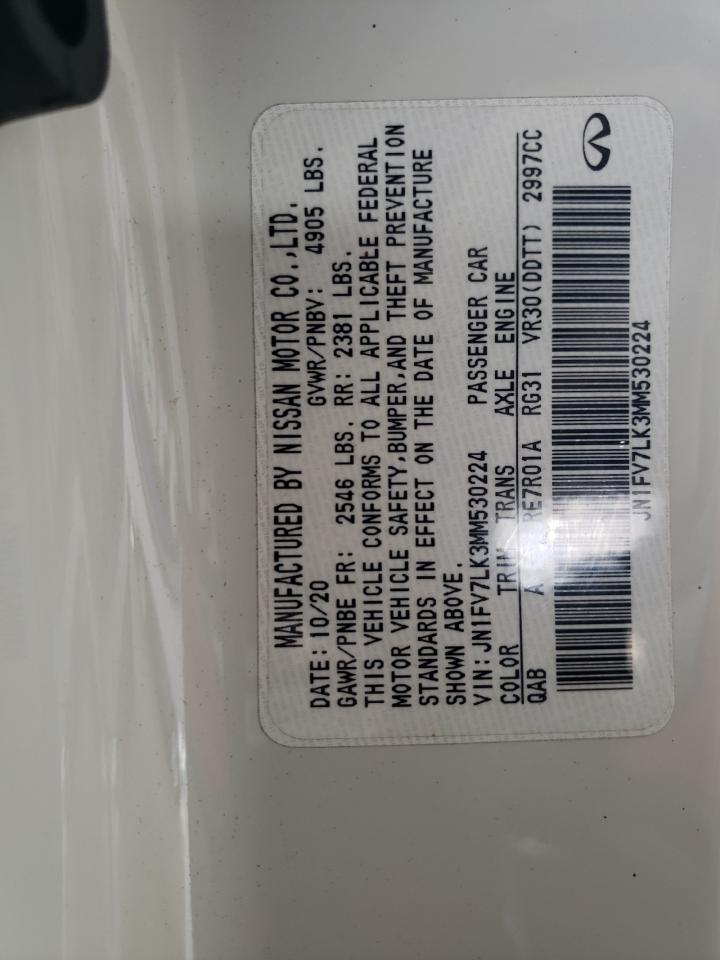 MANUFACTURED BY NISSAN MOTOR CO.,LTD.
DATE: 10/20 GVWR/PNBV: 4905 LBS.
GAWR/PNBE FR: 2546 LBS. RR: 2381 LBS.
THIS VEHICLE CONFORMS TO ALL APPLICABLE FEDERAL
MOTOR VEHICLE SAFETY,BUMPER,AND THEFT PREVENTION
STANDARDS IN EFFECT ON THE DATE OF MANUFACTURE
SHOWN ABOVE.
VIN: JN1FV7LK3MM530224 PASSENGER CAR
COLOR TRIM TRANS AXLE ENGINE
QAB A RE7R01A RG31 VR30(DDTT) 2997CC
JN1FV7LK3MM530224